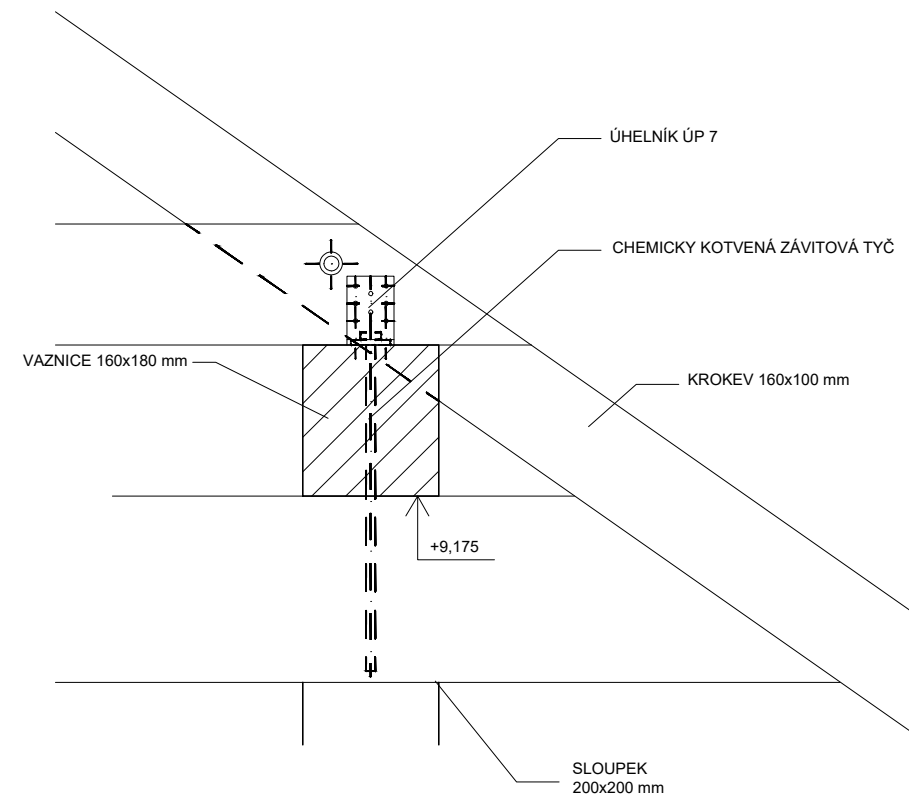 ÚHELNÍK ÚP 7
CHEMICKY KOTVENÁ ZÁVITOVÁ TYČ
VAZNICE 160x180 mm
KROKEV 160x100 mm
+9,175
SLOUPEK
200x200 mm